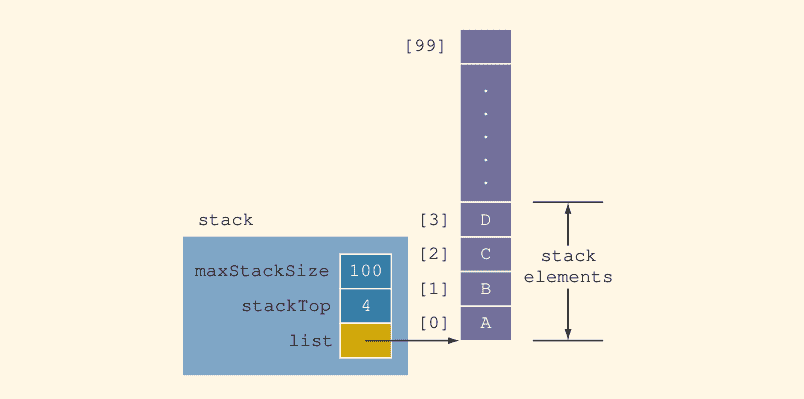 [99]
.
.
.
.
.
[3] D
[2] C
[1] B
[0] A
stack
elements
stack
maxStackSize 100
stackTop 4
list